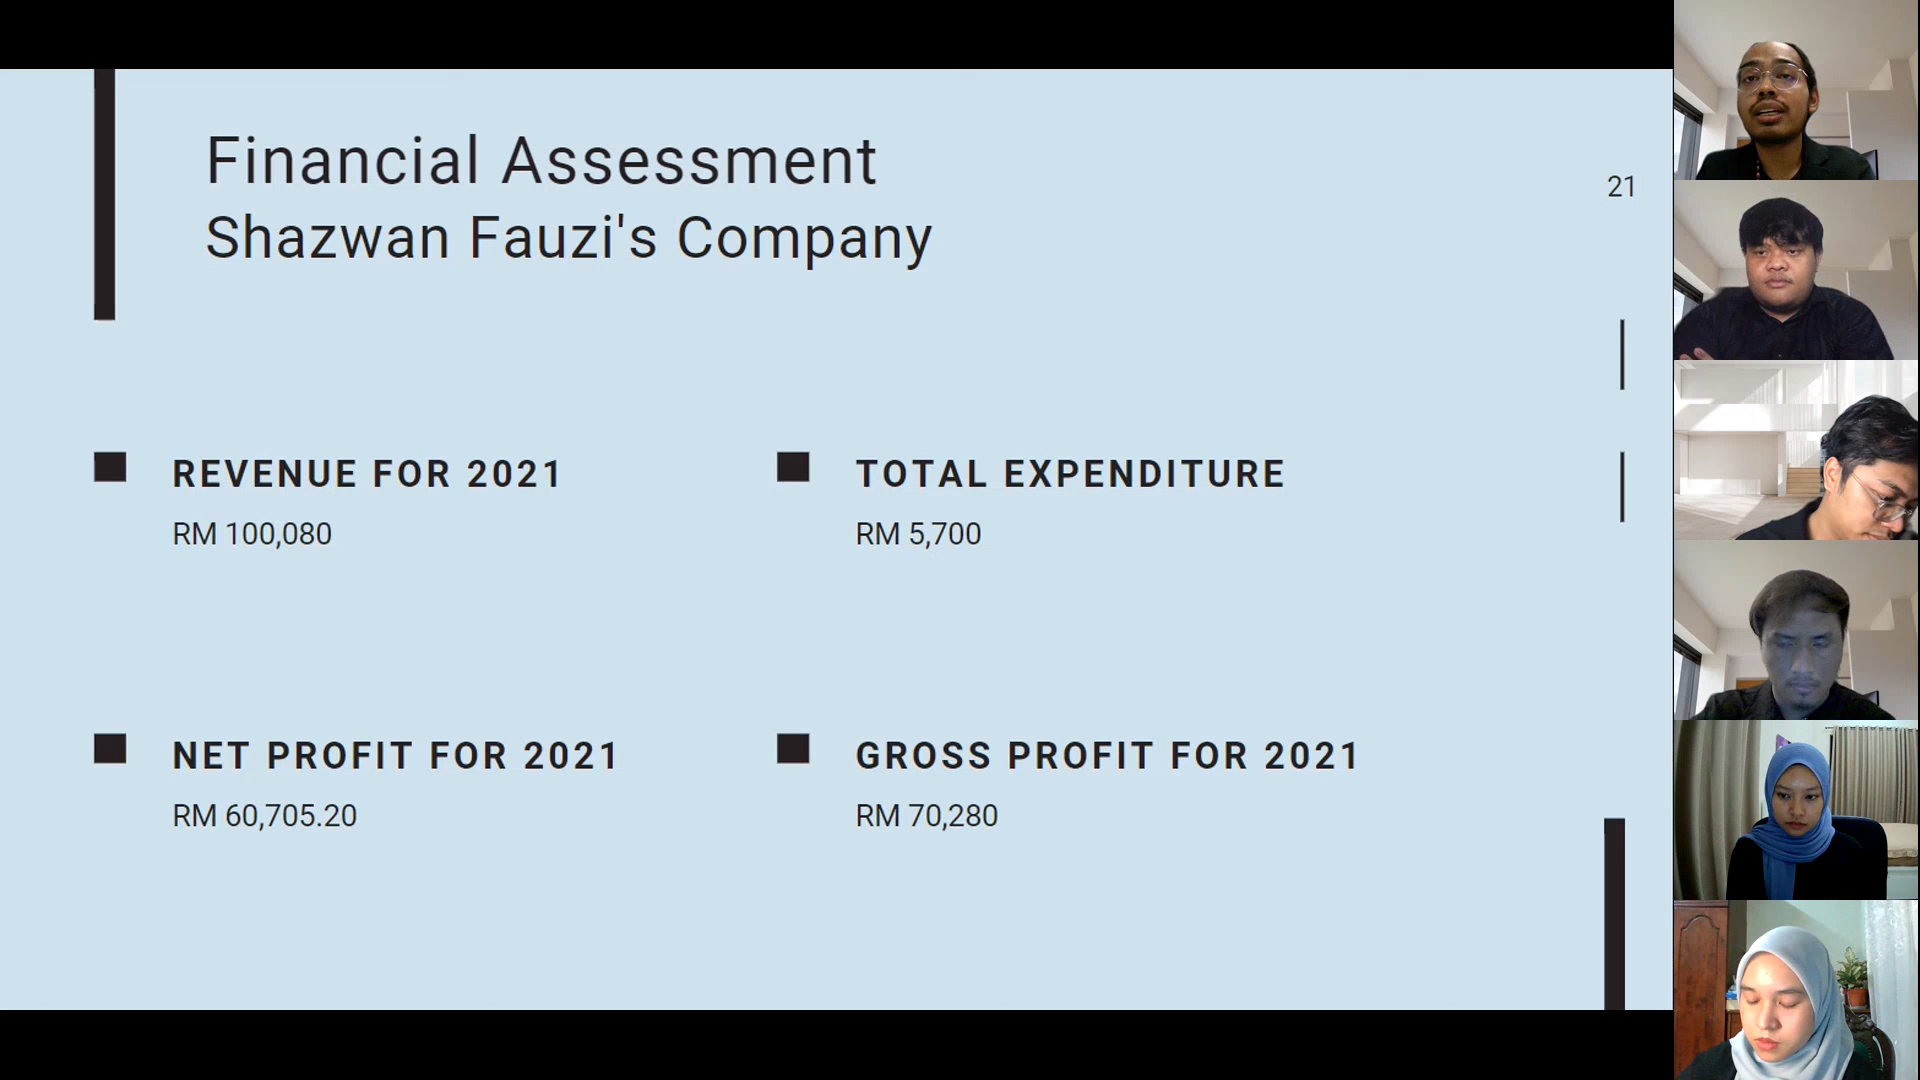 Financial Assessment
Shazwan Fauzi's Company
21
REVENUE FOR 2021
RM 100,080
TOTAL EXPENDITURE
RM 5,700
NET PROFIT FOR 2021
RM 60,705.20
GROSS PROFIT FOR 2021
RM 70,280